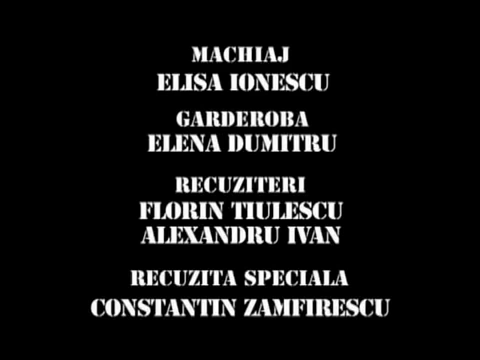 MACHIAJ
ELISA IONESCU
GARDEROBA
ELENA DUMITRU
RECUZITERI
FLORIN TIULESCU
ALEXANDRU IVAN
RECUZITA SPECIALA
CONSTANTIN ZAMFIRESCU